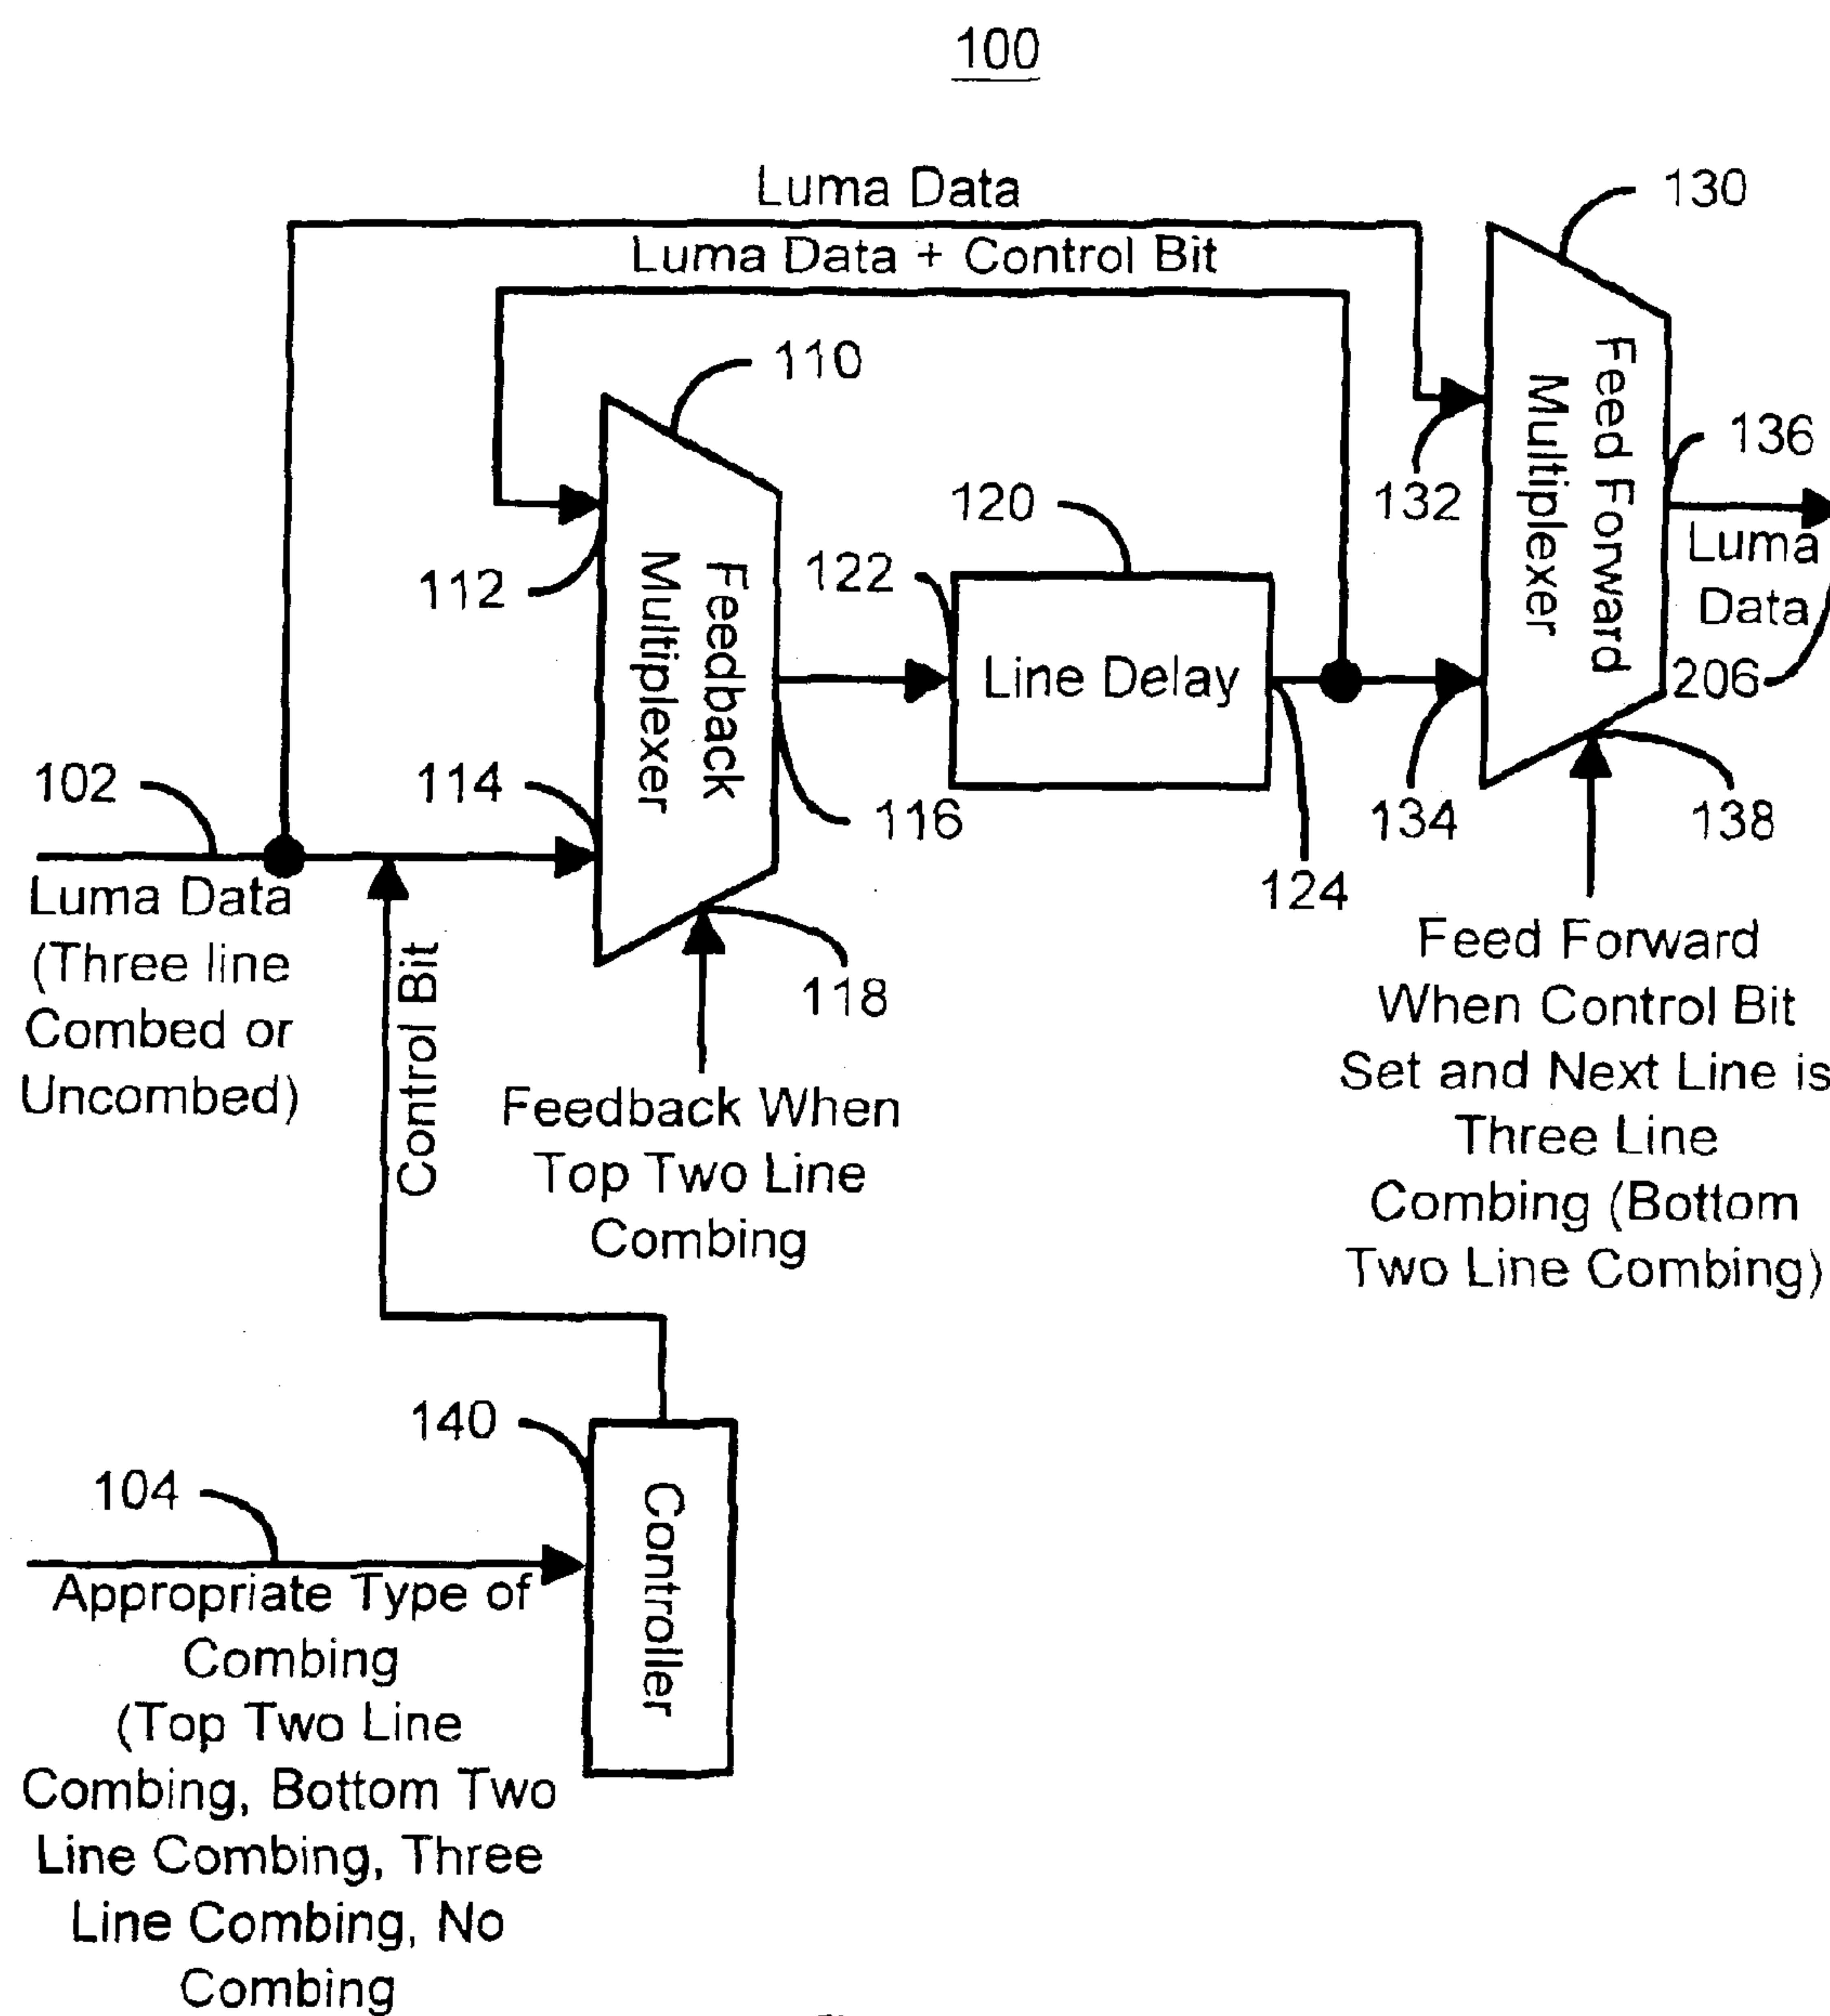 100
Luma Data
Luma Data + Control Bit
130
110
Feed Forward
Multiplexer
136
132
120
112
Feedback
Multiplexer
122
Luma
Data
Line Delay
206
102
114
116
134
138
124
Luma Data
(Three line
Combed or
Uncombed)
Control Bit
118
Feed Forward
When Control Bit
Set and Next Line is
Three Line
Combing (Bottom
Two Line Combing)
Feedback When
Top Two Line
Combing
140
Controller
104
Appropriate Type of
Combing
(Top Two Line
Combing, Bottom Two
Line Combing, Three
Line Combing, No
Combing